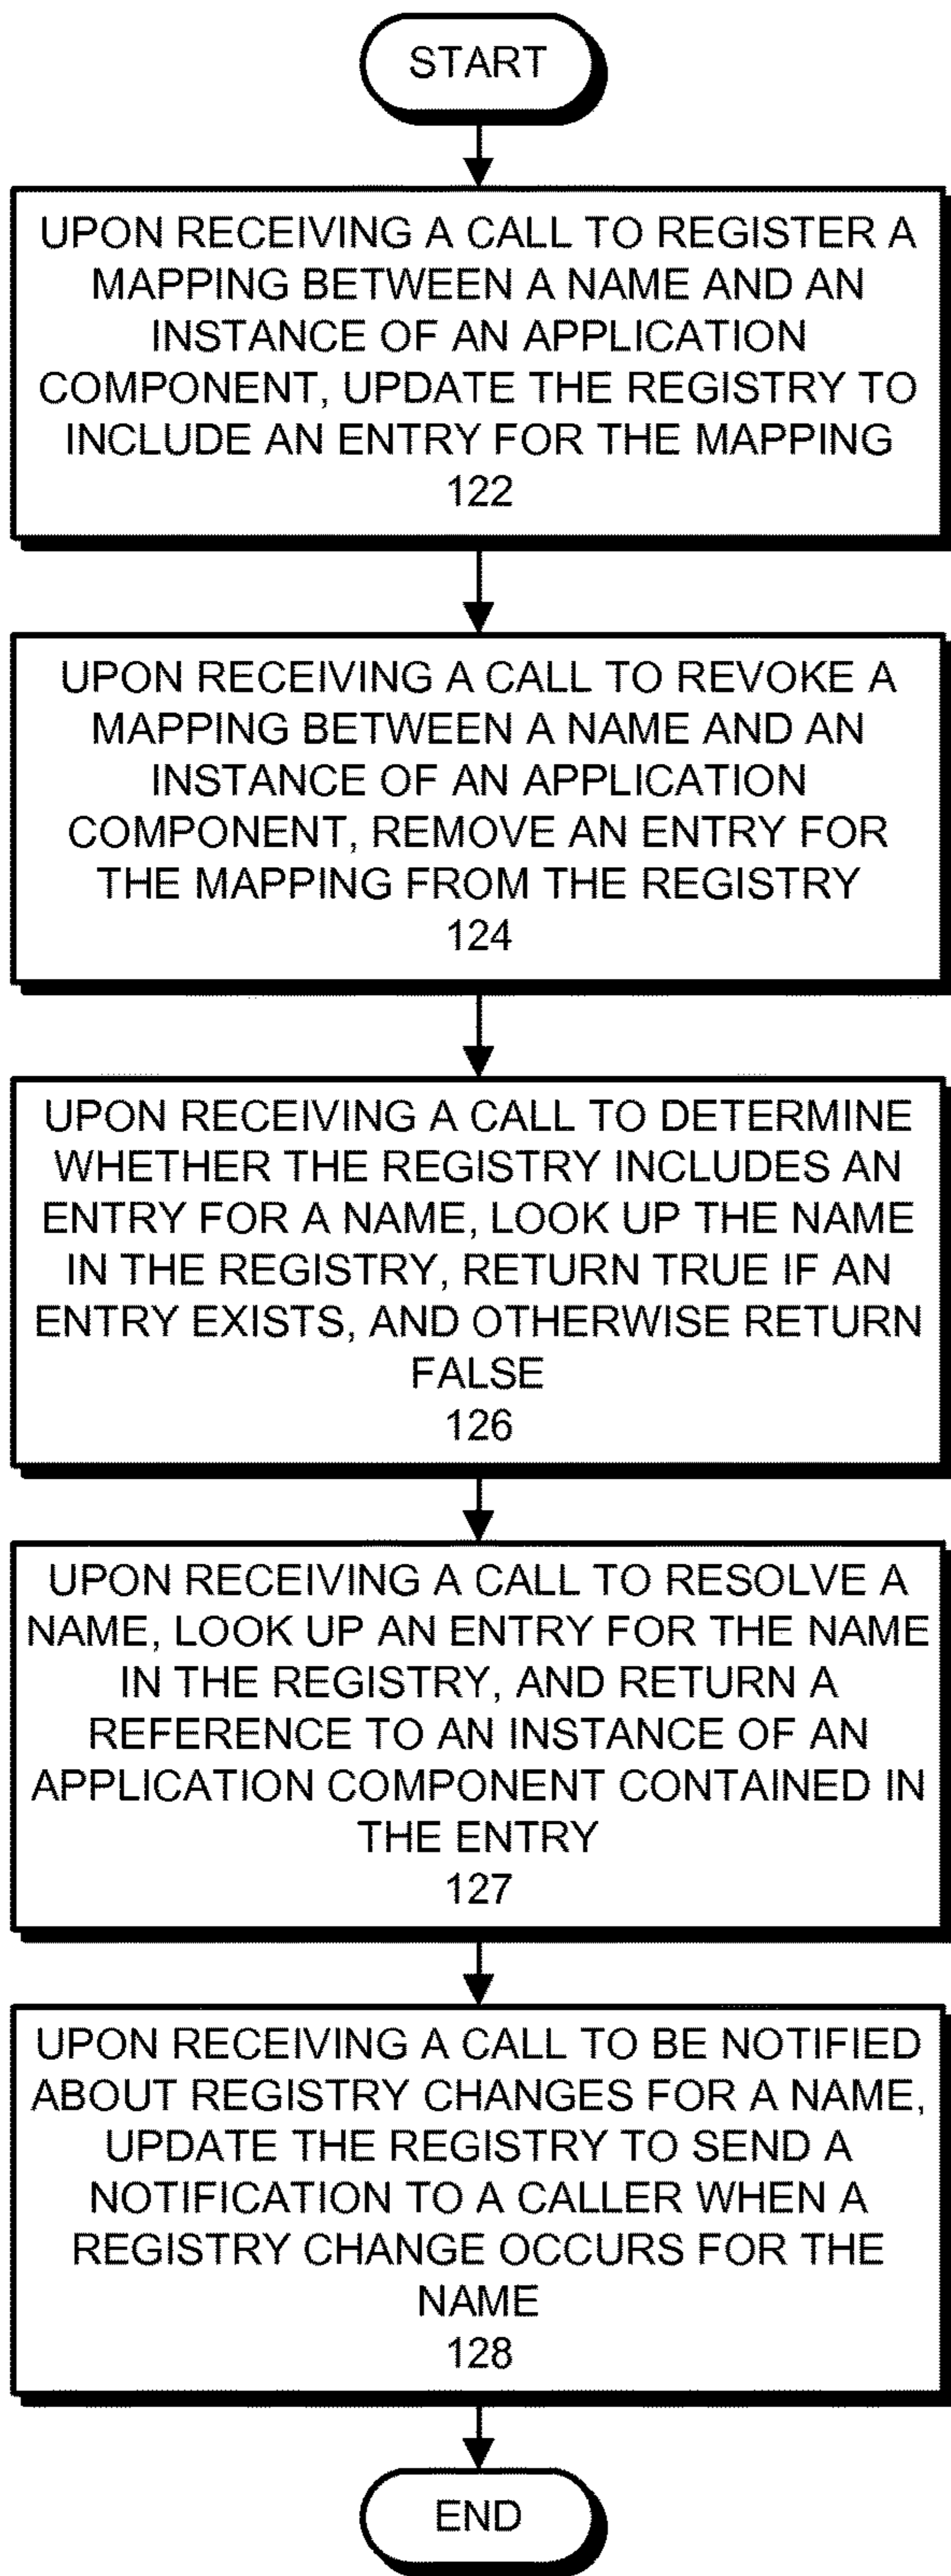 START
UPON RECEIVING A CALL TO REGISTER A
MAPPING BETWEEN A NAME AND AN
INSTANCE OF AN APPLICATION
COMPONENT, UPDATE THE REGISTRY TO
INCLUDE AN ENTRY FOR THE MAPPING
122
UPON RECEIVING A CALL TO REVOKE A
MAPPING BETWEEN A NAME AND AN
INSTANCE OF AN APPLICATION
COMPONENT, REMOVE AN ENTRY FOR
THE MAPPING FROM THE REGISTRY
124
UPON RECEIVING A CALL TO DETERMINE
WHETHER THE REGISTRY INCLUDES AN
ENTRY FOR A NAME, LOOK UP THE NAME
IN THE REGISTRY, RETURN TRUE IF AN
ENTRY EXISTS, AND OTHERWISE RETURN
FALSE
126
UPON RECEIVING A CALL TO RESOLVE A
NAME, LOOK UP AN ENTRY FOR THE NAME
IN THE REGISTRY, AND RETURN A
REFERENCE TO AN INSTANCE OF AN
APPLICATION COMPONENT CONTAINED IN
THE ENTRY
127
UPON RECEIVING A CALL TO BE NOTIFIED
ABOUT REGISTRY CHANGES FOR A NAME,
UPDATE THE REGISTRY TO SEND A
NOTIFICATION TO A CALLER WHEN A
REGISTRY CHANGE OCCURS FOR THE
NAME
128
END